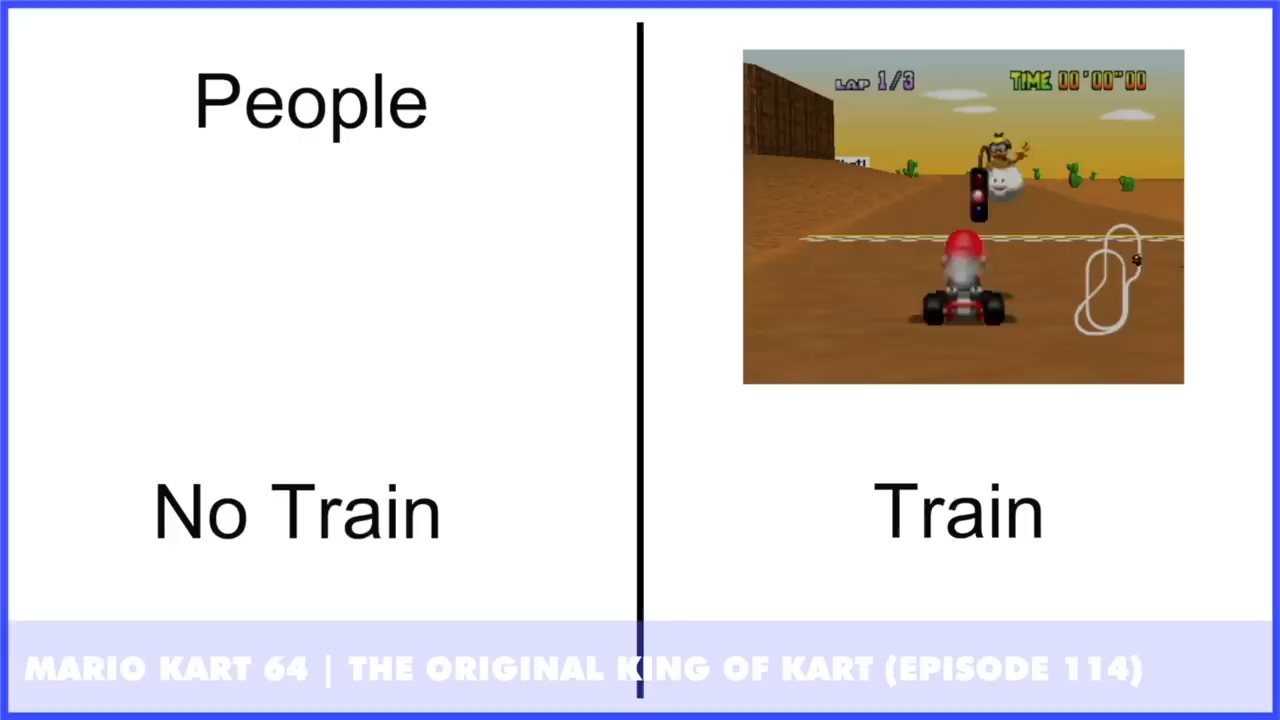 People
LAP 1/3
TIME 00'00"00
No Train
Train
MARIO KART 64 | THE ORIGINAL KING OF KART (EPISODE 114)